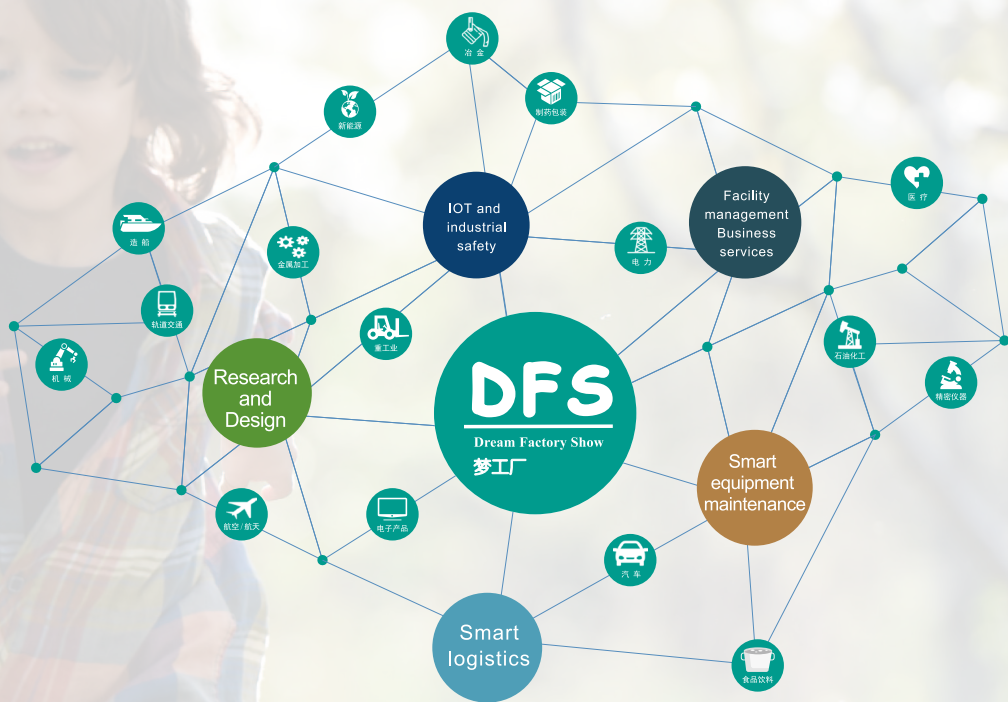 冶 金
制药包装
新能源
医 疗
IOT and
industrial
safety
Facility
management
Business
services
造 船
金属加工
电 力
轨道交通
重工业
石油化工
机 械
精密仪器
Research
and
Design
DFS
Dream Factory Show
梦工厂
Smart
equipment
maintenance
航空/航天
电子产品
汽 车
Smart
logistics
食品饮料